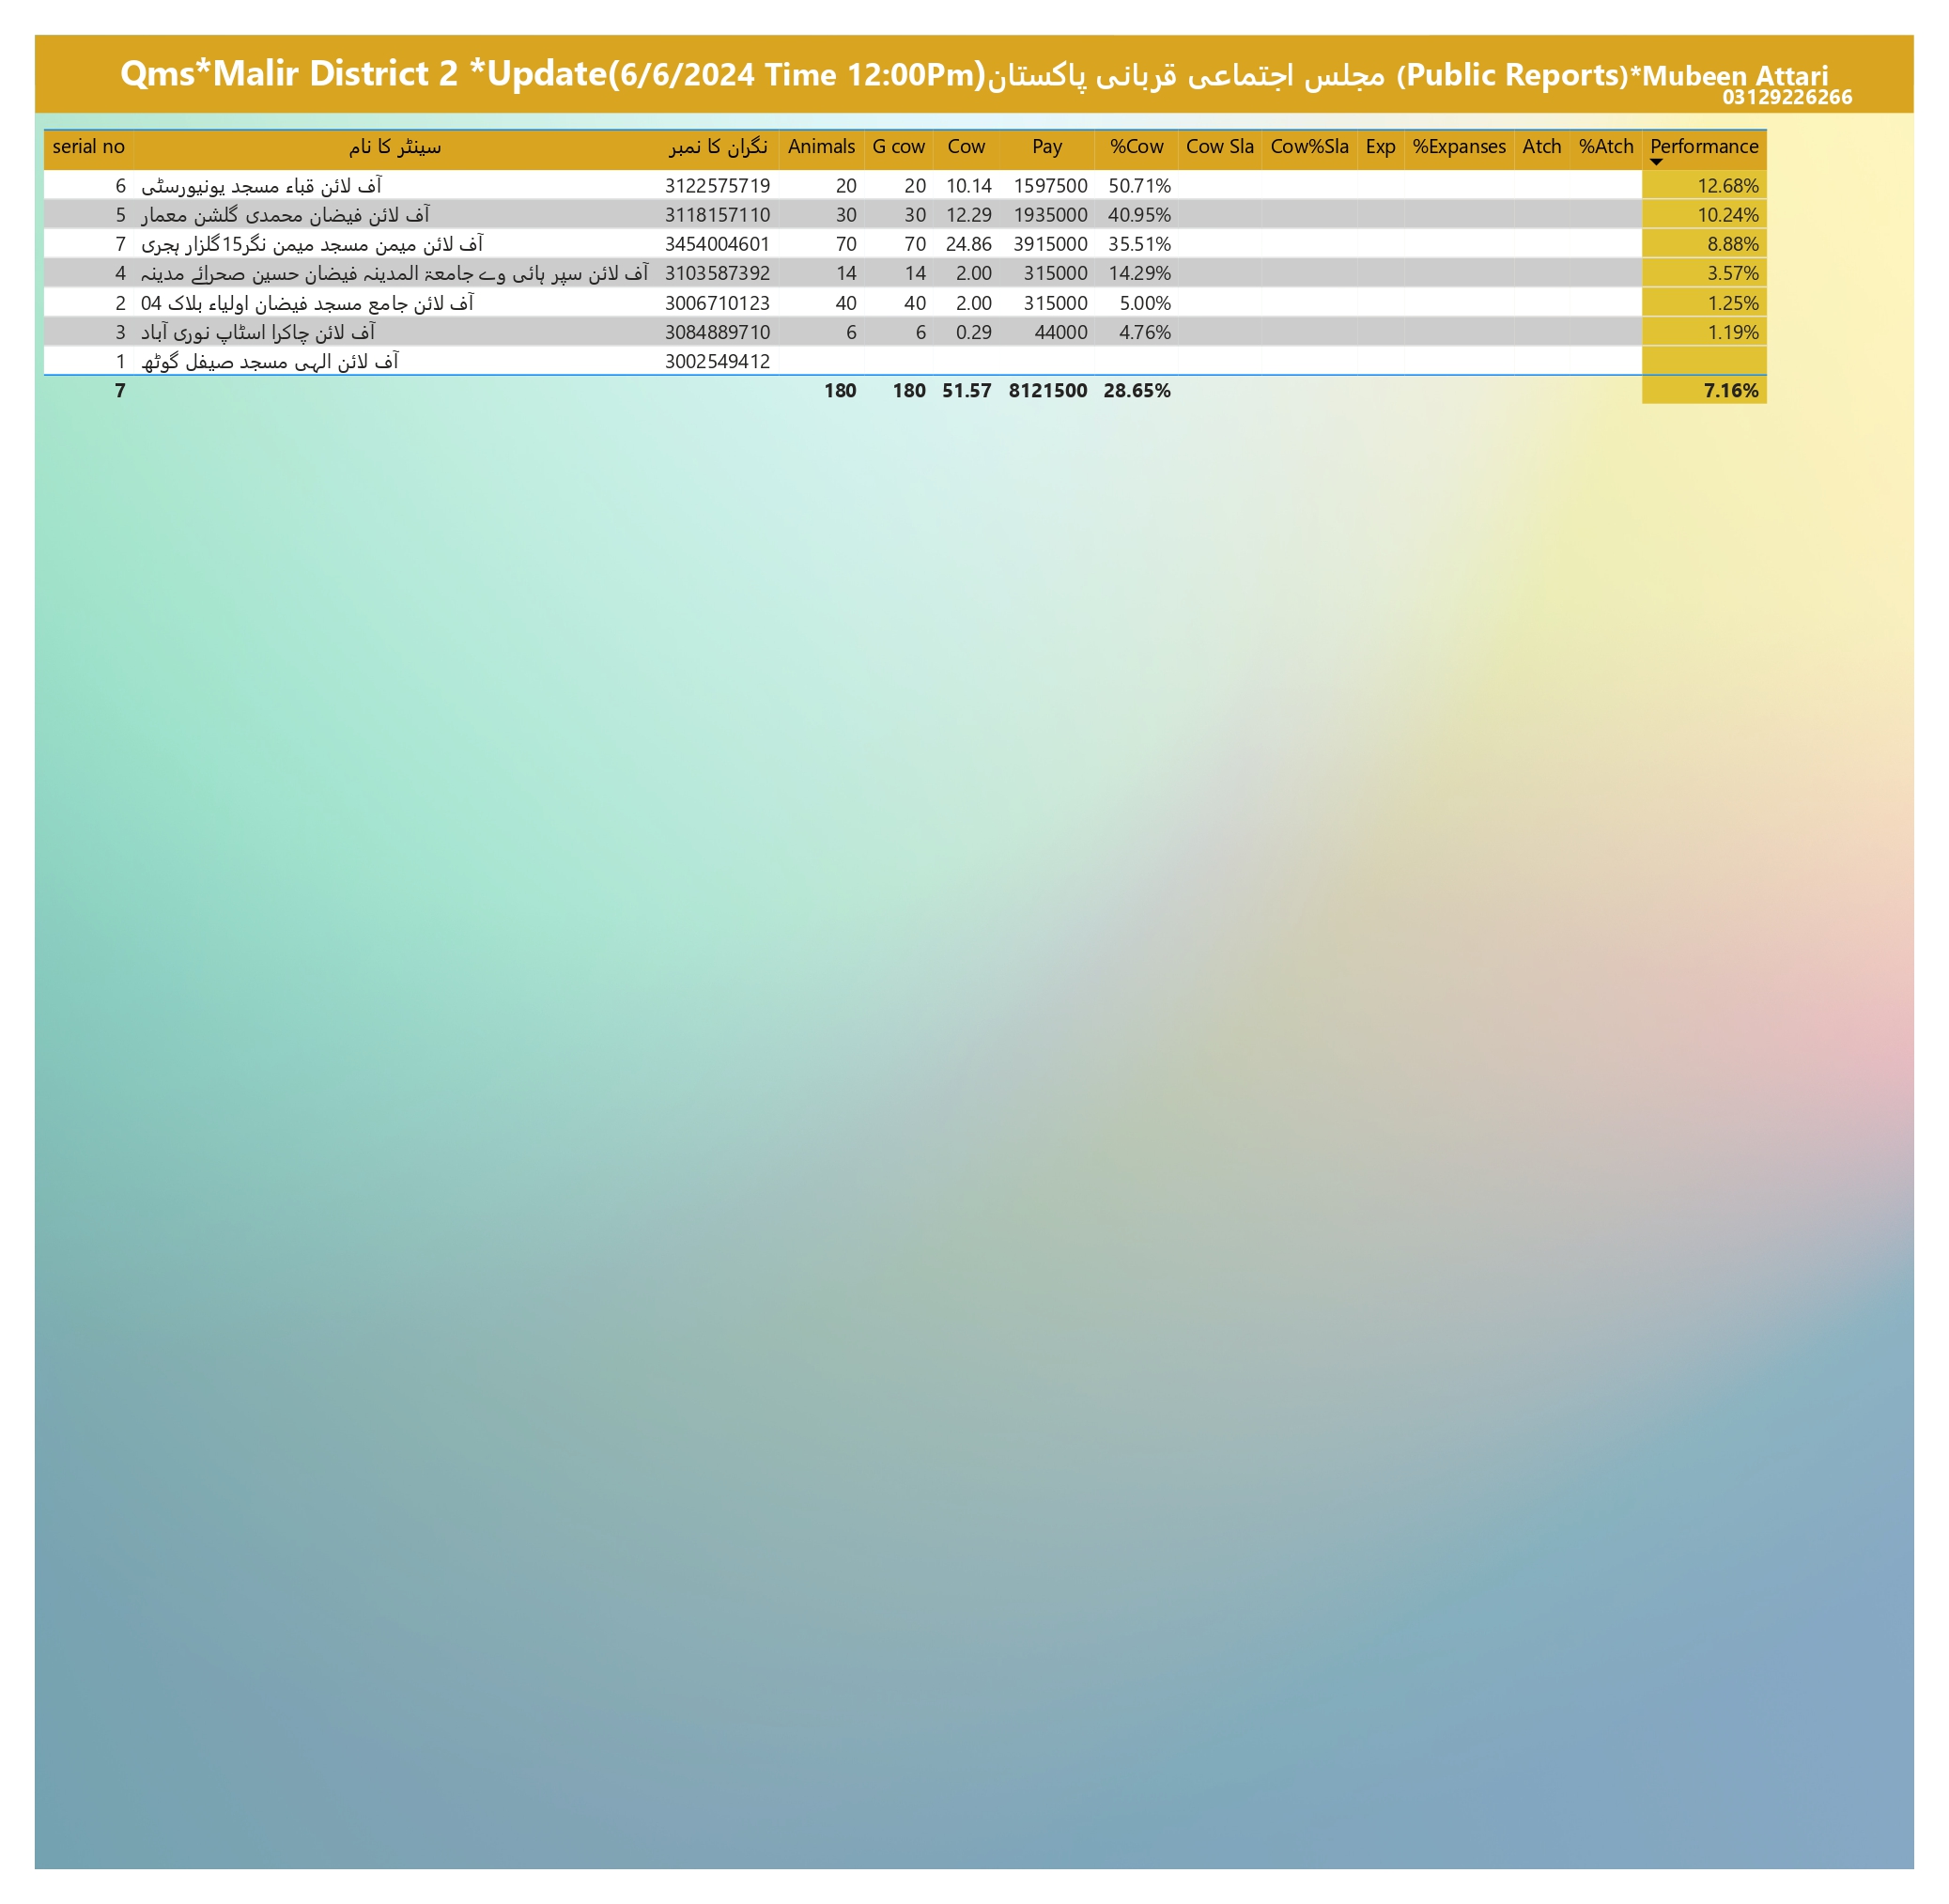 Qms*Malir District 2 *Update(6/6/2024 Time 12:00Pm)مجلس اجتماعی قربانی پاکستان (Public Reports)*Mubeen Attari
03129226266
serial no سینٹر کا نام نگران کا نمبر Animals G cow Cow Pay %Cow Cow Sla Cow%Sla Exp %Expanses Atch %Atch Performance
6 آف لائن قباء مسجد یونیورسٹی 3122575719 20 20 10.14 1597500 50.71% 12.68%
5 آف لائن فیضان محمدی گلشن معمار 3118157110 30 30 12.29 1935000 40.95% 10.24%
7 آف لائن میمن مسجد میمن نگر15گلزار ہجری 3454004601 70 70 24.86 3915000 35.51% 8.88%
4 آف لائن سپر ہائی وے جامعۃ المدینہ فیضان حسین صحرائے مدینہ 3103587392 14 14 2.00 315000 14.29% 3.57%
2 آف لائن جامع مسجد فیضان اولیاء بلاک 04 3006710123 40 40 2.00 315000 5.00% 1.25%
3 آف لائن چاکرا اسٹاپ نوری آباد 3084889710 6 6 0.29 44000 4.76% 1.19%
1 آف لائن الہی مسجد صیفل گوٹھ 3002549412
7 180 180 51.57 8121500 28.65% 7.16%